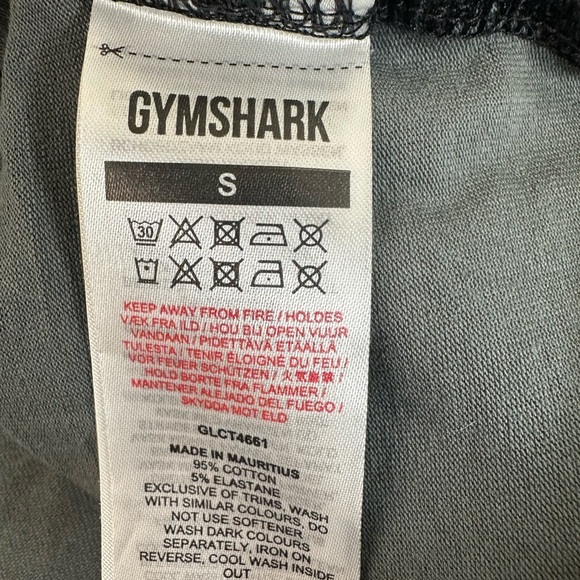 GYMSHARK
S
30
KEEP AWAY FROM FIRE / HOLDES
VÆK FRA ILD / HOU BIJ OPEN VUUR
VANDAAN / PIDETTÄVÄ ETÄÄLLÄ
TULESTA / TENIR ÉLOIGNÉ DU FEU /
VOR FEUER SCHÜTZEN / 火気厳禁 /
HOLD BORTE FRA FLAMMER /
MANTENER ALEJADO DEL FUEGO /
SKYDDA MOT ELD
GLCT4661
MADE IN MAURITIUS
95% COTTON
5% ELASTANE
EXCLUSIVE OF TRIMS, WASH
WITH SIMILAR COLOURS, DO
NOT USE SOFTENER
WASH DARK COLOURS
SEPARATELY, IRON ON
REVERSE, COOL WASH INSIDE
OUT